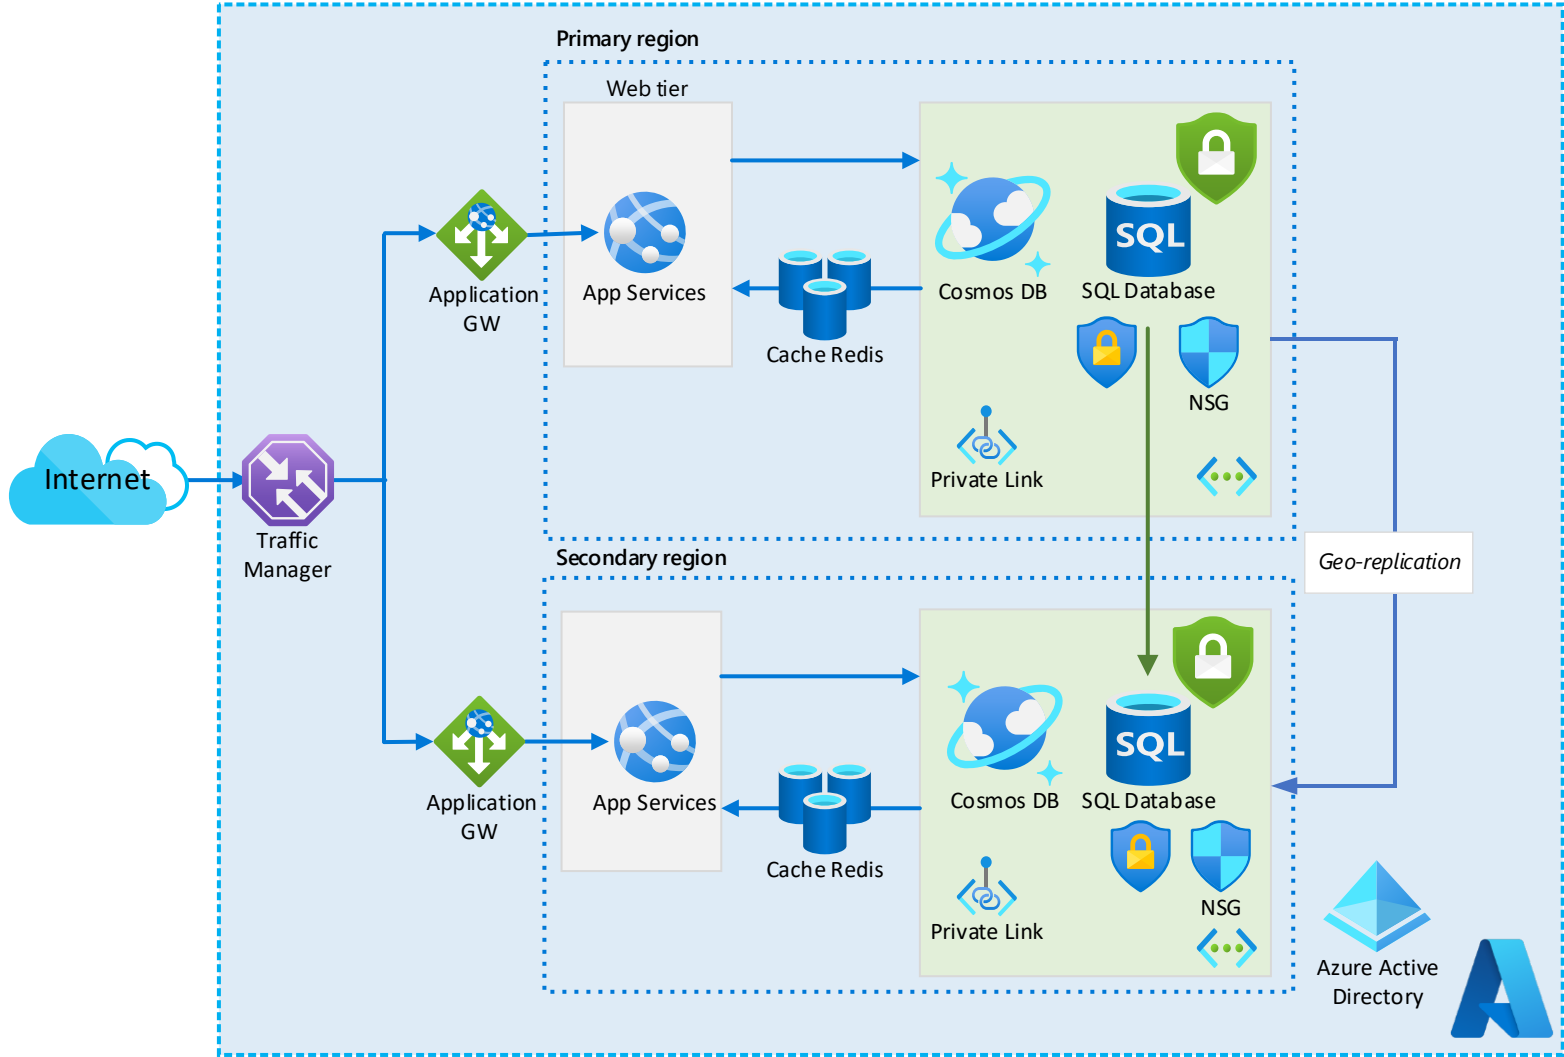 Primary region
Web tier
SQL
Application
GW
App Services
Cosmos DB
SQL Database
Cache Redis
NSG
Private Link
Internet
Traffic
Manager
Secondary region
Geo-replication
SQL
Application
GW
App Services
Cosmos DB
SQL Database
Cache Redis
NSG
Private Link
Azure Active
Directory